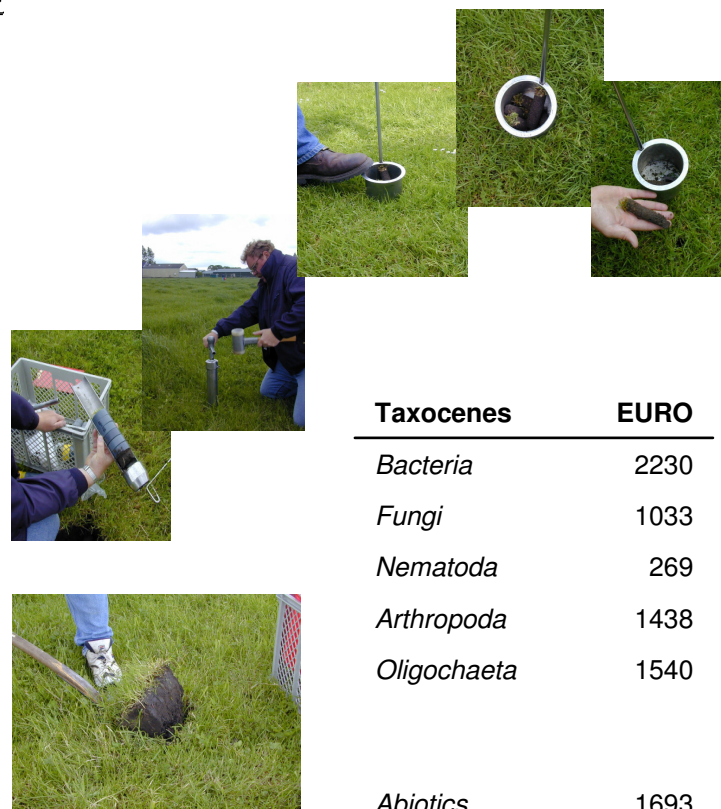 Taxocenes EURO
Bacteria 2230
Fungi 1033
Nematoda 269
Arthropoda 1438
Oligochaeta 1540
Abiotics 1693